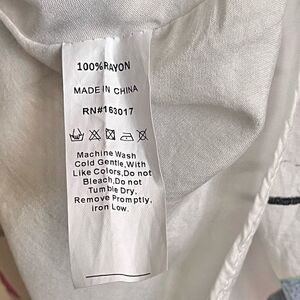 100%RAYON
MADE IN CHINA
RN#163017
Machine Wash
Cold Gentle,With
Like Colors,Do not
Bleach,Do not
Tumble Dry,
Remove Promptly,
iron Low.